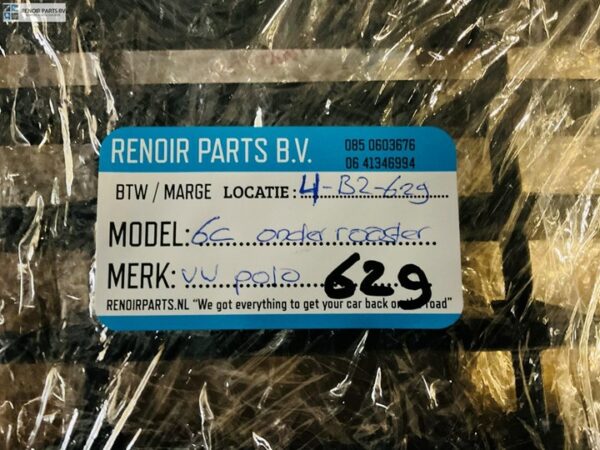 RENOIR PARTS B.V.
RENOIR PARTS B.V. 085 0603676
06 41346994
BTW / MARGE LOCATIE: 4-B2-629
MODEL: 6C onder rooster
MERK: VW polo 629
RENOIRPARTS.NL "We got everything to get your car back on the road"